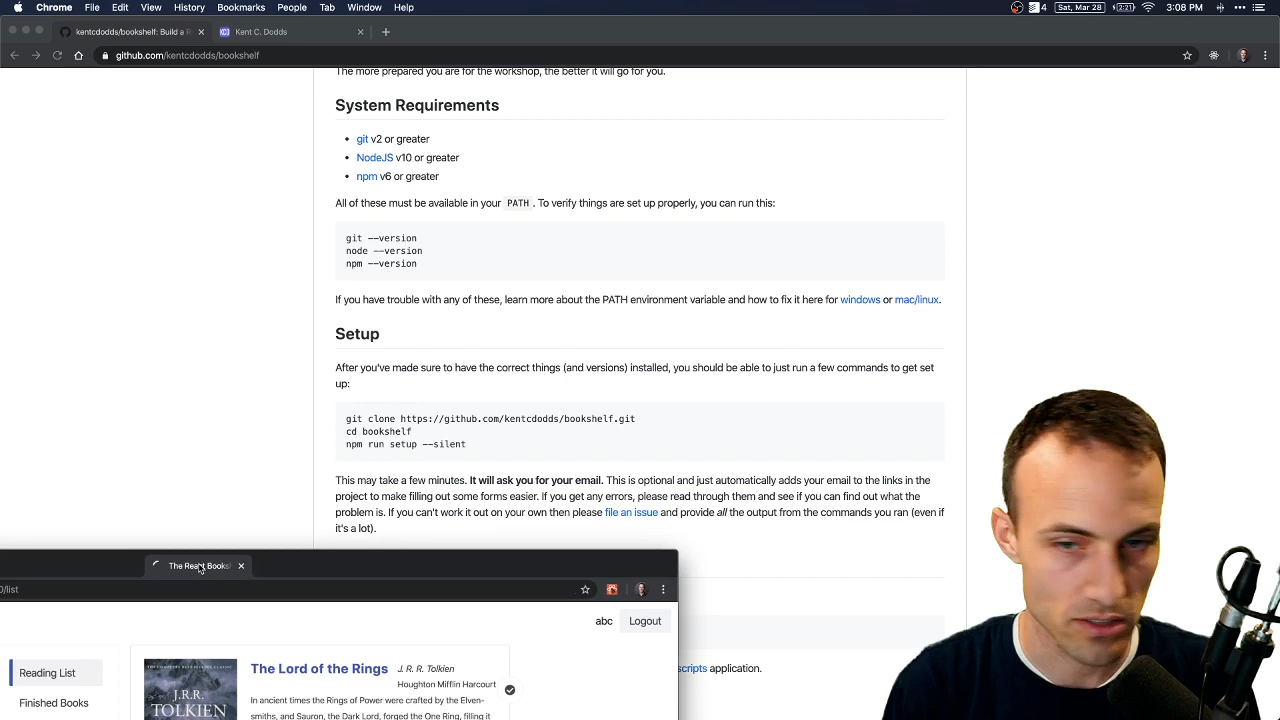 Chrome File Edit View History Bookmarks People Tab Window Help
4 Sat, Mar 28 2:21 3:08 PM
kentcdodds/bookshelf: Build a R
Kent C. Dodds
github.com/kentcdodds/bookshelf
The more prepared you are for the workshop, the better it will go for you.
System Requirements
• git v2 or greater
• NodeJS v10 or greater
• npm v6 or greater
All of these must be available in your PATH . To verify things are set up properly, you can run this:
git --version
node --version
npm --version
If you have trouble with any of these, learn more about the PATH environment variable and how to fix it here for windows or mac/linux.
Setup
After you've made sure to have the correct things (and versions) installed, you should be able to just run a few commands to get set
up:
git clone https://github.com/kentcdodds/bookshelf.git
cd bookshelf
npm run setup --silent
This may take a few minutes. It will ask you for your email. This is optional and just automatically adds your email to the links in the
project to make filling out some forms easier. If you get any errors, please read through them and see if you can find out what the
problem is. If you can't work it out on your own then please file an issue and provide all the output from the commands you ran (even if
it's a lot).
The React Books
0/list
abc Logout
Reading List
Finished Books
J.R.R.
TOLKIEN
The Lord of the Rings
J. R. R. Tolkien
Houghton Mifflin Harcourt
In ancient times the Rings of Power were crafted by the Elven-
smiths, and Sauron, the Dark Lord, forged the One Ring, filling it
scripts application.